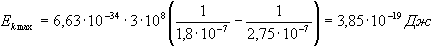 E_{k max} = 6,63·10^{-34}·3·10^{8}(1/(1,8·10^{-7}) − 1/(2,75·10^{-7})) = 3,85·10^{-19} Дж